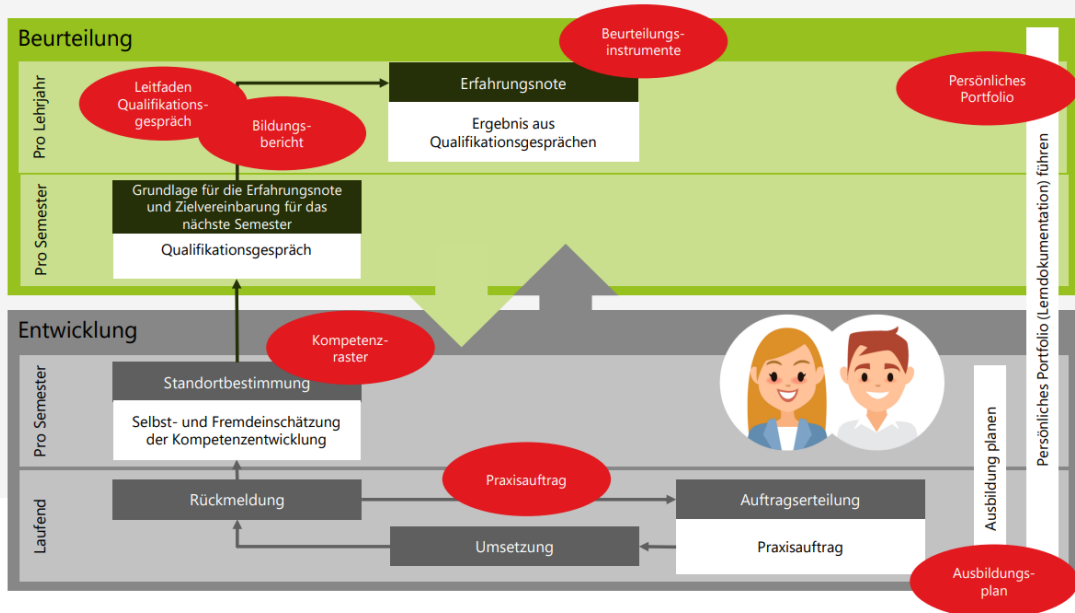 Beurteilung
Beurteilungs-
instrumente
Pro Lehrjahr
Leitfaden
Qualifikations-
gespräch
Bildungs-
bericht
Erfahrungsnote
Ergebnis aus
Qualifikationsgesprächen
Persönliches
Portfolio
Pro Semester
Grundlage für die Erfahrungsnote
und Zielvereinbarung für das
nächste Semester
Qualifikationsgespräch
Persönliches Portfolio (Lerndokumentation) führen
Entwicklung
Kompetenz-
raster
Pro Semester
Standortbestimmung
Selbst- und Fremdeinschätzung
der Kompetenzentwicklung
Ausbildung planen
Laufend
Rückmeldung
Praxisauftrag
Auftragserteilung
Praxisauftrag
Umsetzung
Ausbildungs-
plan